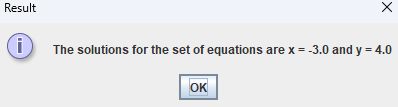 Result
The solutions for the set of equations are x = -3.0 and y = 4.0
OK